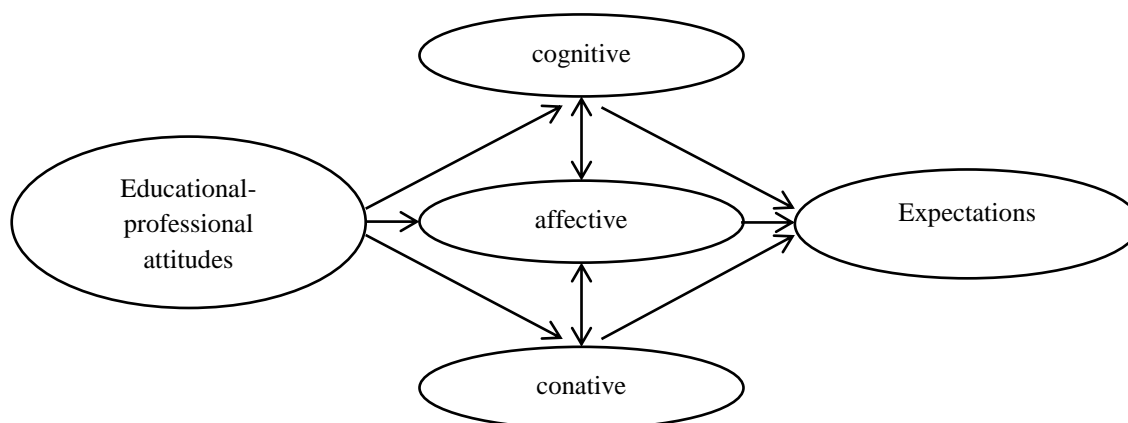 cognitive
Educational-
professional
attitudes
affective
Expectations
conative